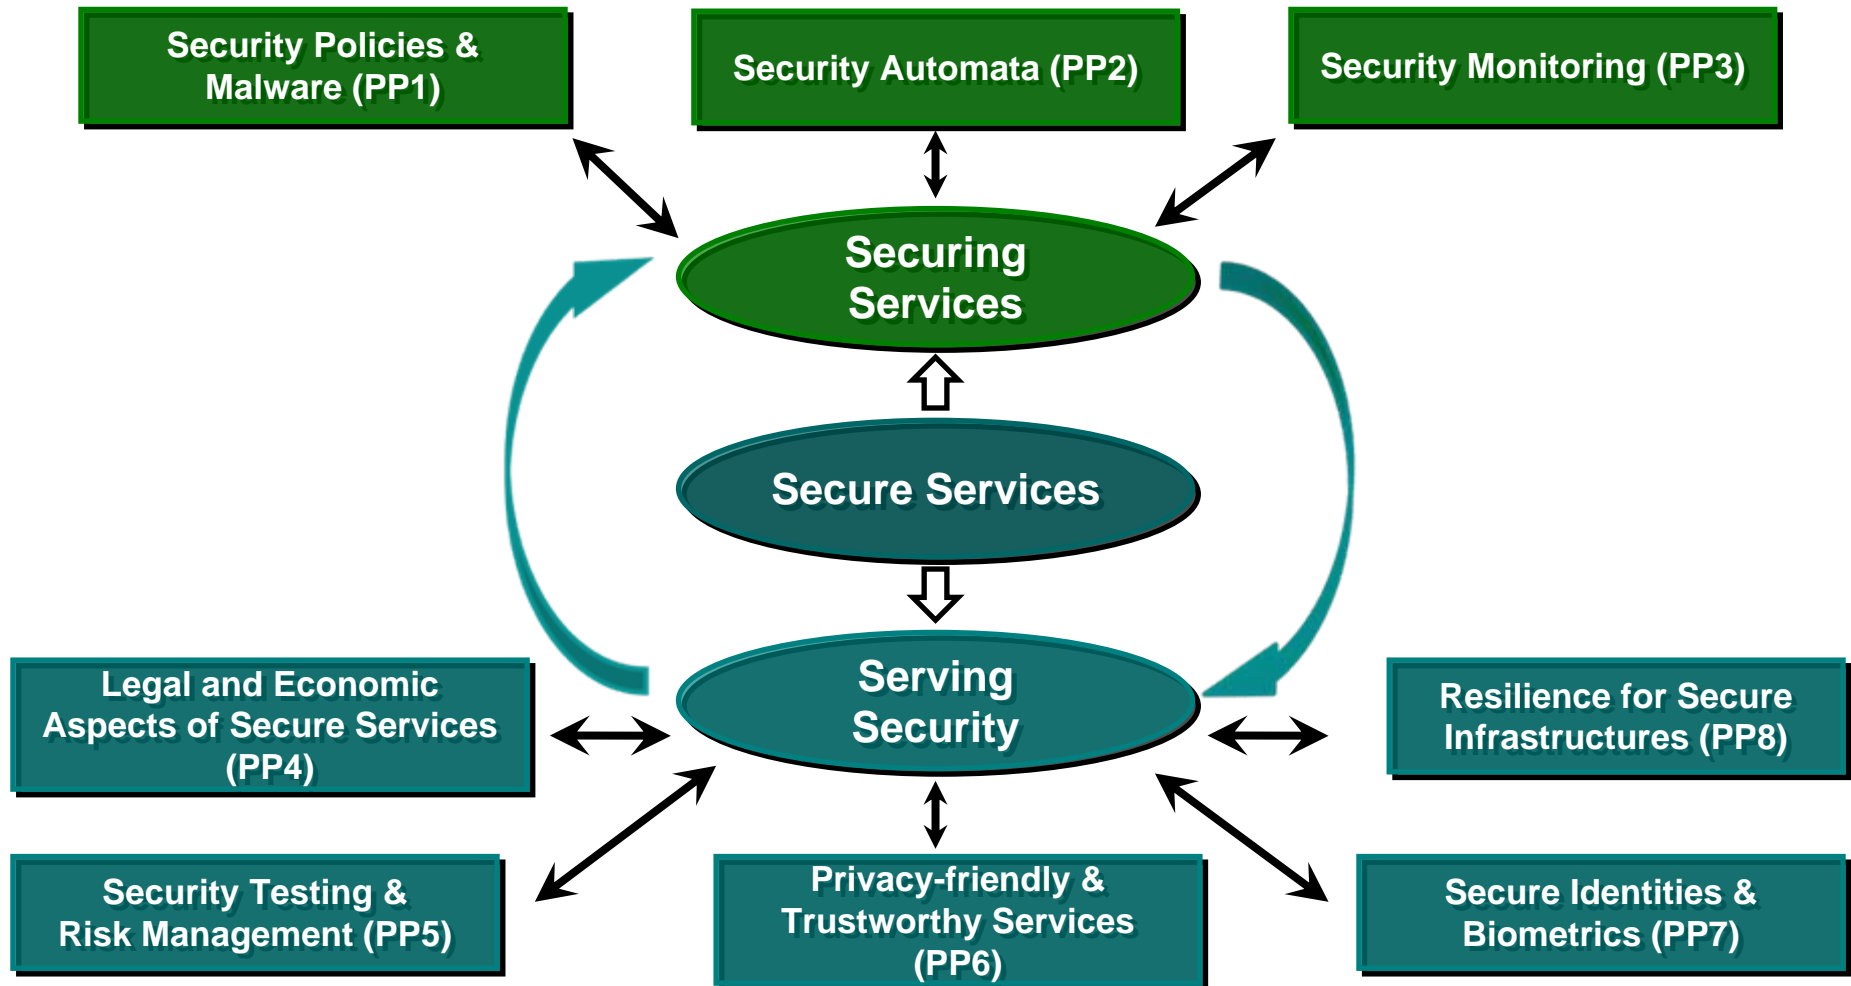 Security Policies &
Malware (PP1)
Security Automata (PP2)
Security Monitoring (PP3)
Securing
Services
Secure Services
Serving
Security
Legal and Economic
Aspects of Secure Services
(PP4)
Resilience for Secure
Infrastructures (PP8)
Security Testing &
Risk Management (PP5)
Privacy-friendly &
Trustworthy Services
(PP6)
Secure Identities &
Biometrics (PP7)